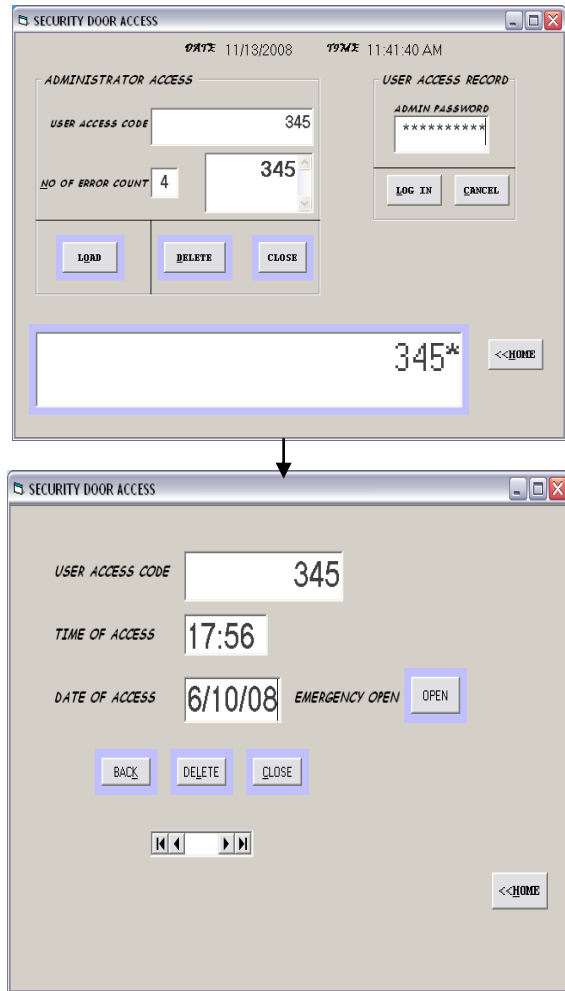 SECURITY DOOR ACCESS
DATE 11/13/2008 TIME 11:41:40 AM
ADMINISTRATOR ACCESS
USER ACCESS RECORD
ADMIN PASSWORD
**********
USER ACCESS CODE 345
NO OF ERROR COUNT 4 345
LOG IN CANCEL
LOAD DELETE CLOSE
345*
<<HOME
SECURITY DOOR ACCESS
USER ACCESS CODE 345
TIME OF ACCESS 17:56
DATE OF ACCESS 6/10/08 EMERGENCY OPEN OPEN
BACK DELETE CLOSE
<<HOME